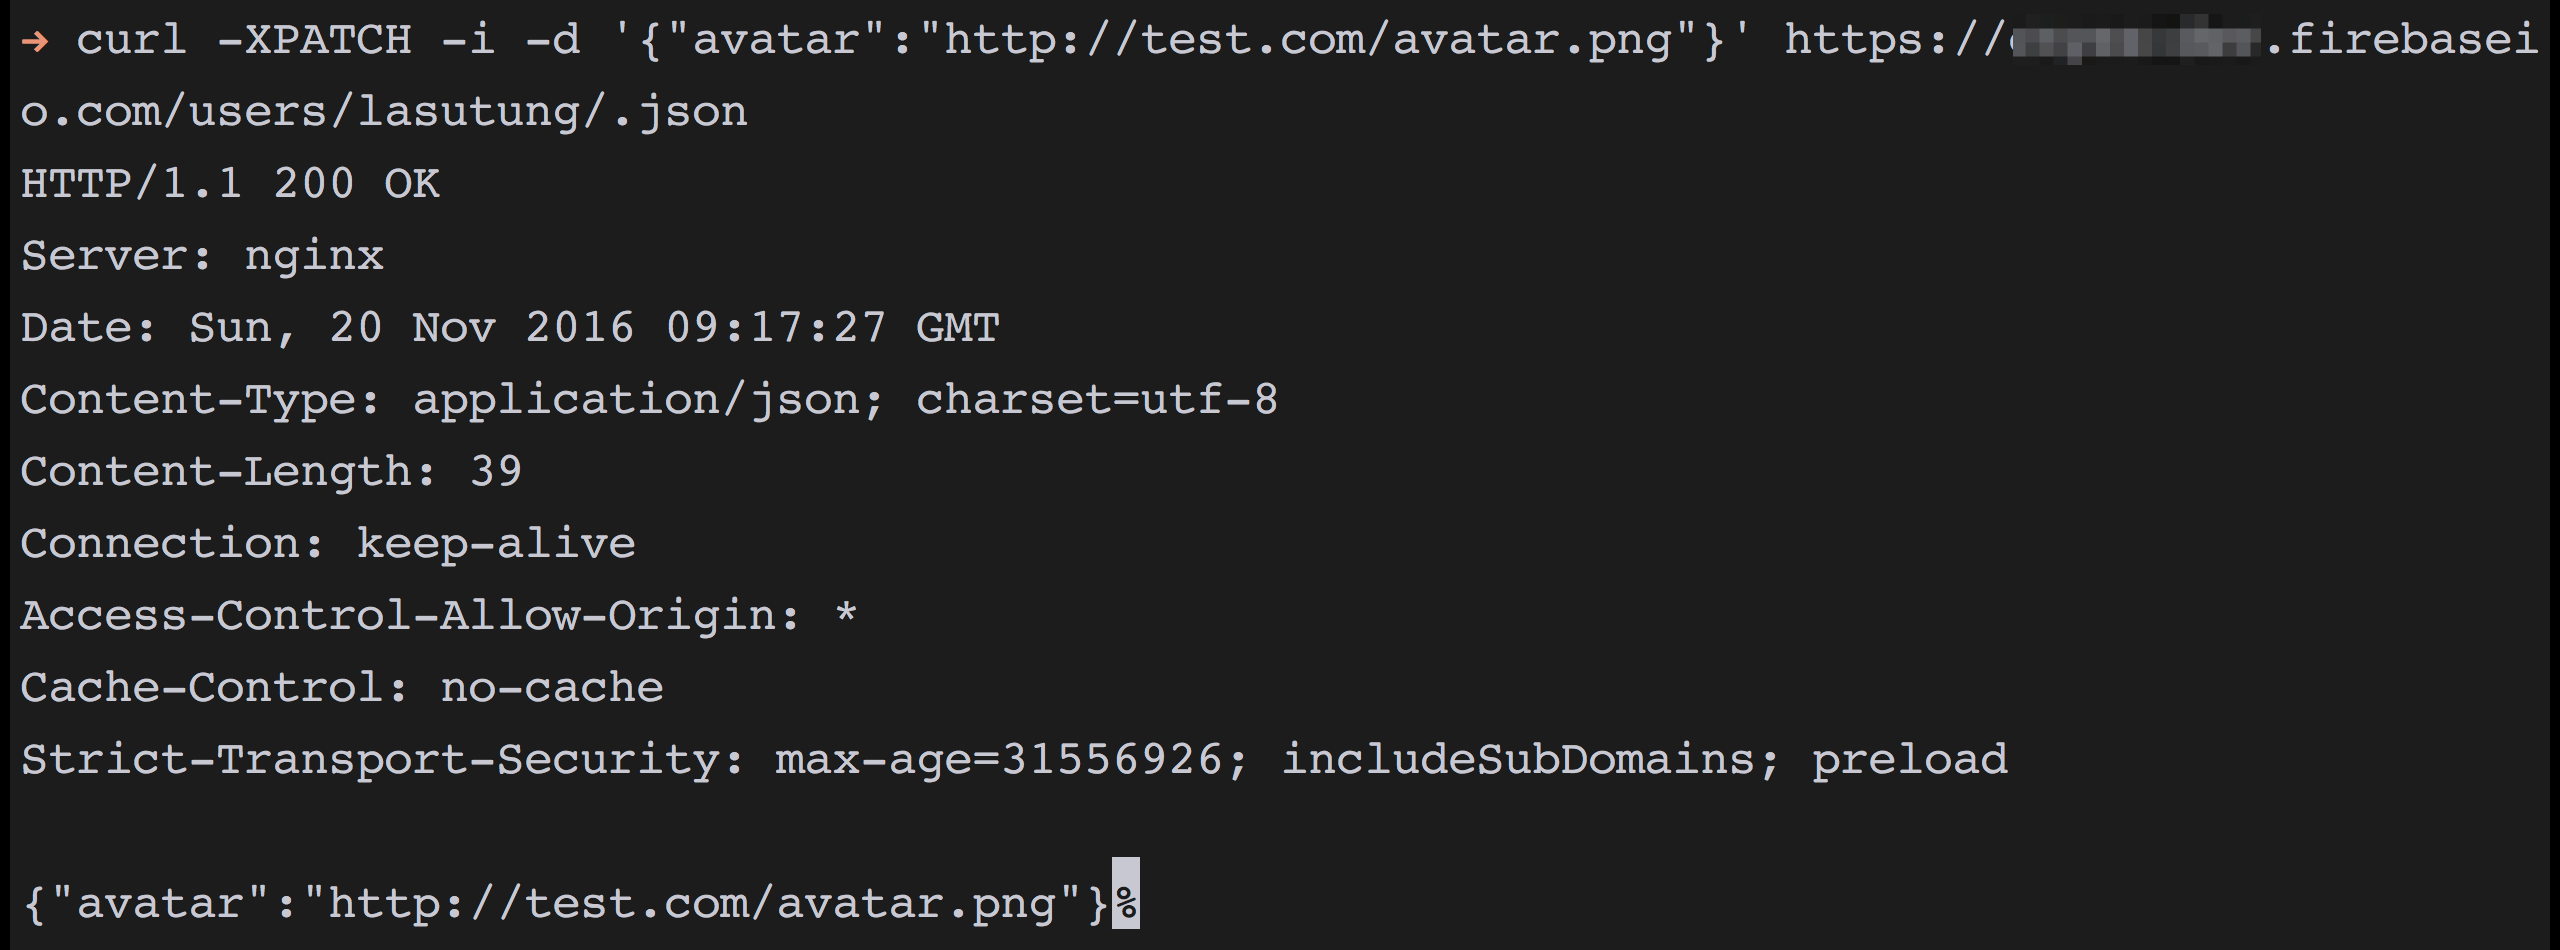 → curl -XPATCH -i -d '{"avatar":"http://test.com/avatar.png"}' https://.firebasei
o.com/users/lasutung/.json
HTTP/1.1 200 OK
Server: nginx
Date: Sun, 20 Nov 2016 09:17:27 GMT
Content-Type: application/json; charset=utf-8
Content-Length: 39
Connection: keep-alive
Access-Control-Allow-Origin: *
Cache-Control: no-cache
Strict-Transport-Security: max-age=31556926; includeSubDomains; preload
{"avatar":"http://test.com/avatar.png"}%